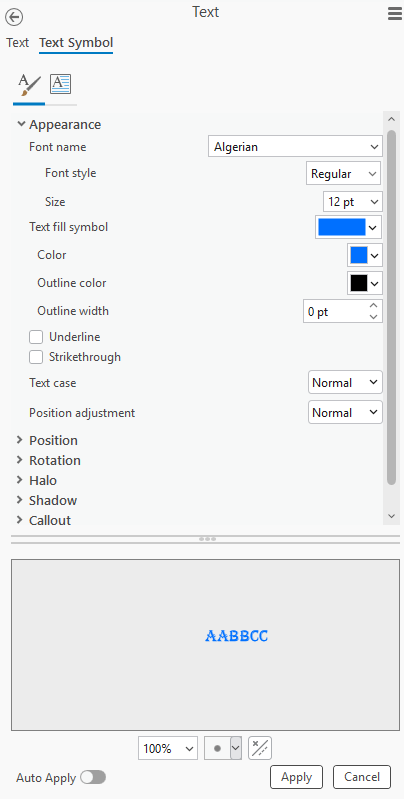 Text
Text Text Symbol
Appearance
Font name Algerian
Font style Regular
Size 12 pt
Text fill symbol
Color
Outline color
Outline width 0 pt
Underline
Strikethrough
Text case Normal
Position adjustment Normal
Position
Rotation
Halo
Shadow
Callout
AABBCC
100%
Auto Apply Apply Cancel